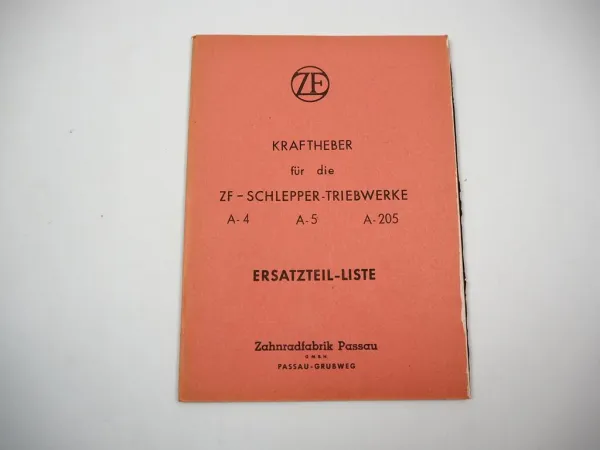 ZF
KRAFTHEBER
für die
ZF-SCHLEPPER-TRIEBWERKE
A-4 A-5 A-205
ERSATZTEIL-LISTE
Zahnradfabrik Passau
GMBH
PASSAU-GRUBWEG